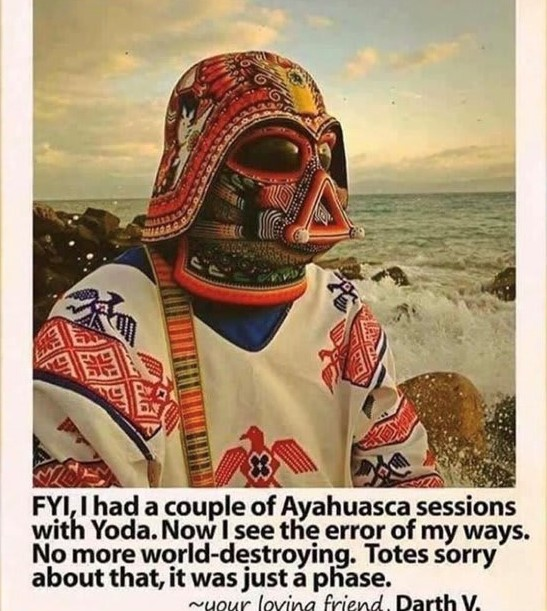 FYI, I had a couple of Ayahuasca sessions
with Yoda. Now I see the error of my ways.
No more world-destroying. Totes sorry
about that, it was just a phase.
~your loving friend, Darth V.